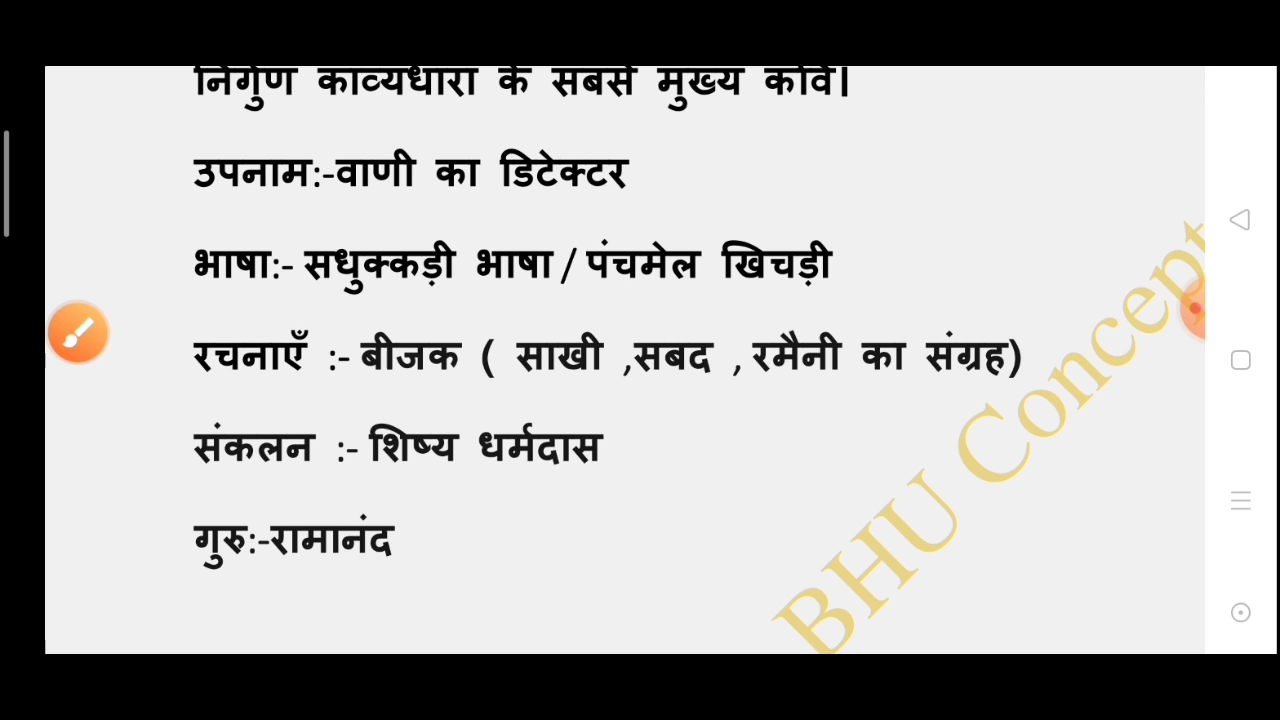 निर्गुण काव्यधारा के सबसे मुख्य कवि।
उपनाम:-वाणी का डिटेक्टर
भाषा:- सधुक्कड़ी भाषा / पंचमेल खिचड़ी
रचनाएँ :- बीजक ( साखी ,सबद , रमैनी का संग्रह)
संकलन :- शिष्य धर्मदास
गुरु:-रामानंद
BHU Concept